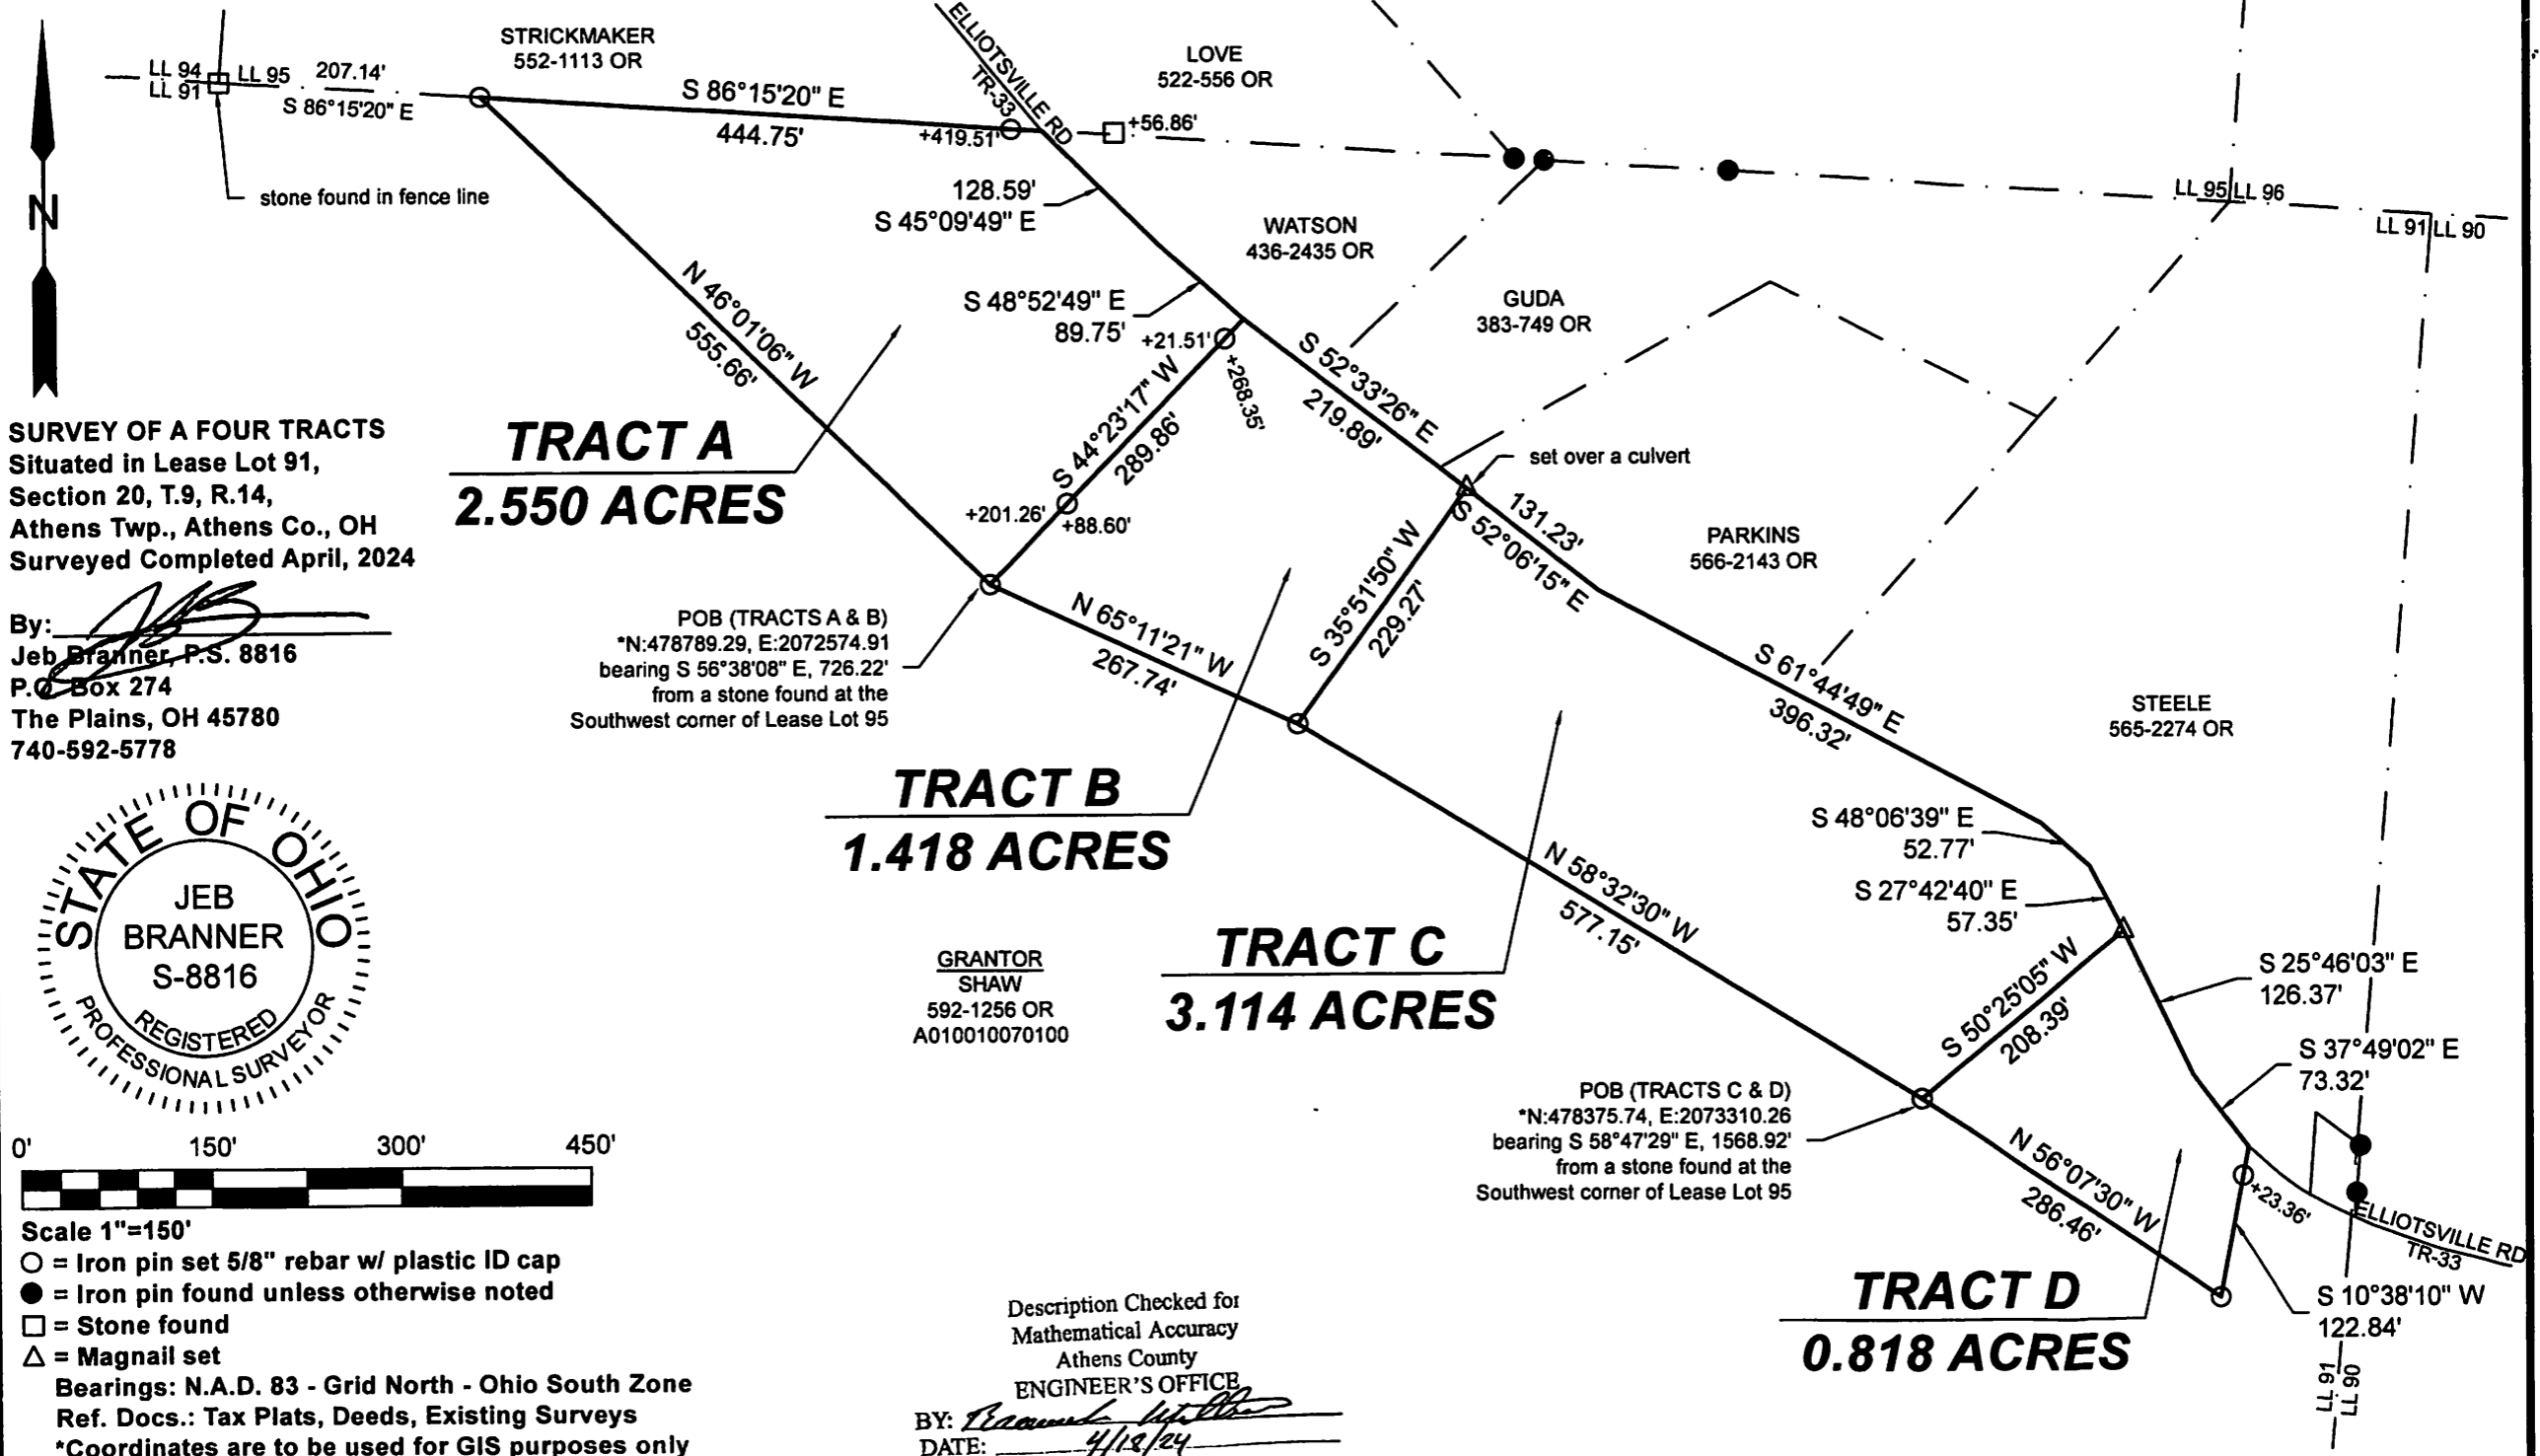 STRICKMAKER
552-1113 OR
ELLIOTSVILLE RD
TR-33
LOVE
522-556 OR
LL 94
LL 91
LL 95
207.14'
S 86°15'20" E
S 86°15'20" E
444.75'
+419.51'
+56.86'
stone found in fence line
N
128.59'
S 45°09'49" E
WATSON
436-2435 OR
LL 95
LL 96
LL 91
LL 90
S 48°52'49" E
89.75'
+21.51'
+268.35'
GUDA
383-749 OR
N 46°01'06" W
555.66'
S 44°23'17" W
289.86'
S 52°33'26" E
219.89'
set over a culvert
SURVEY OF A FOUR TRACTS
Situated in Lease Lot 91,
Section 20, T.9, R.14,
Athens Twp., Athens Co., OH
Surveyed Completed April, 2024
By:
Jeb Branner, P.S. 8816
P.O. Box 274
The Plains, OH 45780
740-592-5778
TRACT A
2.550 ACRES
+201.26'
+88.60'
131.23'
S 52°06'15" E
PARKINS
566-2143 OR
POB (TRACTS A & B)
*N:478789.29, E:2072574.91
bearing S 56°38'08" E, 726.22'
from a stone found at the
Southwest corner of Lease Lot 95
N 65°11'21" W
267.74'
S 35°51'50" W
229.27'
S 61°44'49" E
396.32'
STEELE
565-2274 OR
TRACT B
1.418 ACRES
S 48°06'39" E
52.77'
S 27°42'40" E
57.35'
STATE OF OHIO
JEB
BRANNER
S-8816
REGISTERED
PROFESSIONAL SURVEYOR
GRANTOR
SHAW
592-1256 OR
A010010070100
TRACT C
3.114 ACRES
N 58°32'30" W
577.15'
S 50°25'05" W
208.39'
S 25°46'03" E
126.37'
S 37°49'02" E
73.32'
POB (TRACTS C & D)
*N:478375.74, E:2073310.26
bearing S 58°47'29" E, 1568.92'
from a stone found at the
Southwest corner of Lease Lot 95
N 56°07'30" W
286.46'
+23.36'
ELLIOTSVILLE RD
TR-33
S 10°38'10" W
122.84'
TRACT D
0.818 ACRES
LL 91
LL 90
0' 150' 300' 450'
Scale 1"=150'
= Iron pin set 5/8" rebar w/ plastic ID cap
= Iron pin found unless otherwise noted
= Stone found
= Magnail set
Bearings: N.A.D. 83 - Grid North - Ohio South Zone
Ref. Docs.: Tax Plats, Deeds, Existing Surveys
*Coordinates are to be used for GIS purposes only
Description Checked for
Mathematical Accuracy
Athens County
ENGINEER'S OFFICE
BY:
DATE: 4/18/24